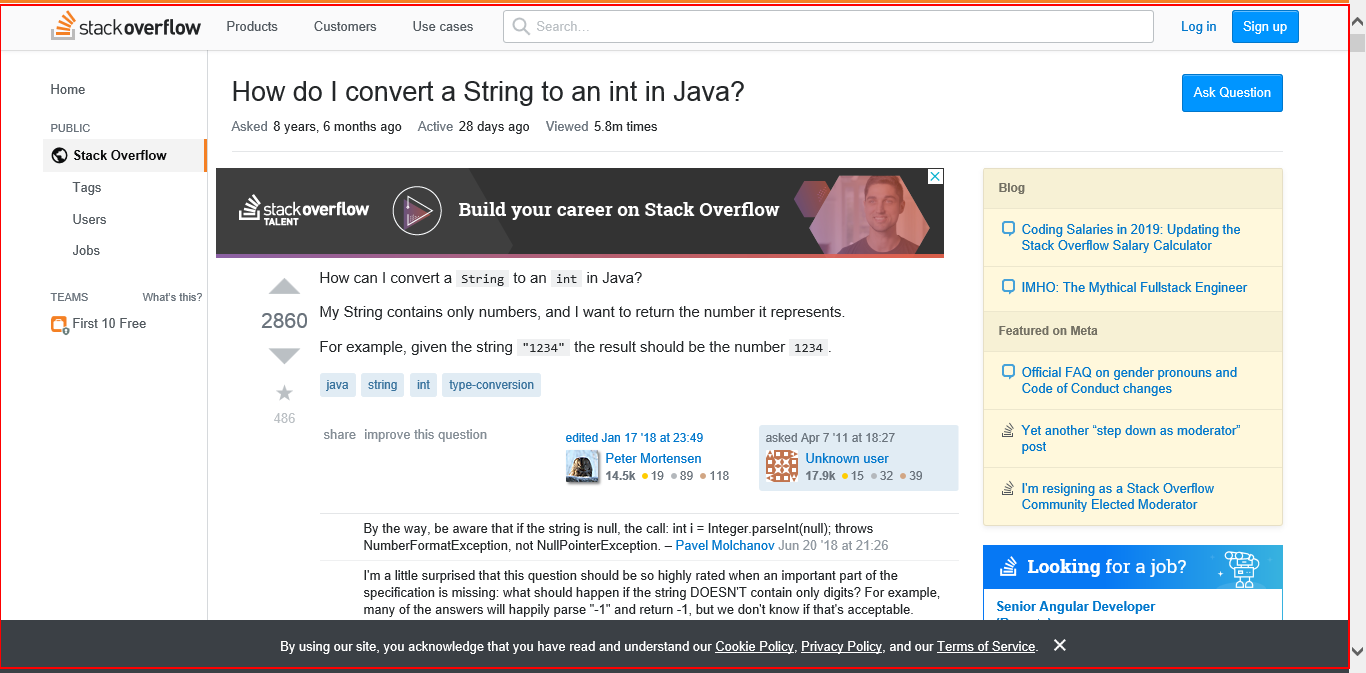 stackoverflow
Products
Customers
Use cases
Search...
Log in
Sign up
Home
PUBLIC
Stack Overflow
Tags
Users
Jobs
TEAMS
What's this?
First 10 Free
How do I convert a String to an int in Java?
Ask Question
Asked 8 years, 6 months ago Active 28 days ago Viewed 5.8m times
stackoverflow
TALENT
Build your career on Stack Overflow
How can I convert a String to an int in Java?
2860
My String contains only numbers, and I want to return the number it represents.
For example, given the string "1234" the result should be the number 1234.
java string int type-conversion
486
share improve this question
edited Jan 17 '18 at 23:49
Peter Mortensen
14.5k 19 89 118
asked Apr 7 '11 at 18:27
Unknown user
17.9k 15 32 39
By the way, be aware that if the string is null, the call: int i = Integer.parseInt(null); throws
NumberFormatException, not NullPointerException. – Pavel Molchanov Jun 20 '18 at 21:26
I'm a little surprised that this question should be so highly rated when an important part of the
specification is missing: what should happen if the string DOESN'T contain only digits? For example,
many of the answers will happily parse "-1" and return -1, but we don't know if that's acceptable.
Blog
Coding Salaries in 2019: Updating the
Stack Overflow Salary Calculator
IMHO: The Mythical Fullstack Engineer
Featured on Meta
Official FAQ on gender pronouns and
Code of Conduct changes
Yet another “step down as moderator”
post
I'm resigning as a Stack Overflow
Community Elected Moderator
Looking for a job?
Senior Angular Developer
By using our site, you acknowledge that you have read and understand our Cookie Policy, Privacy Policy, and our Terms of Service.